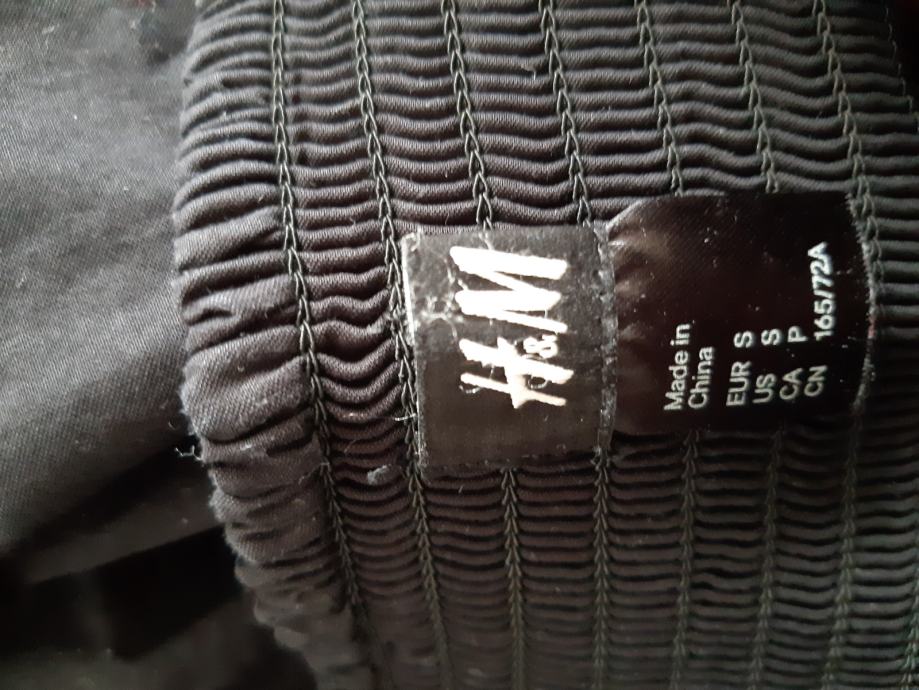 H&M
Made in
China
EUR S
US S
CA P
CN 165/72A